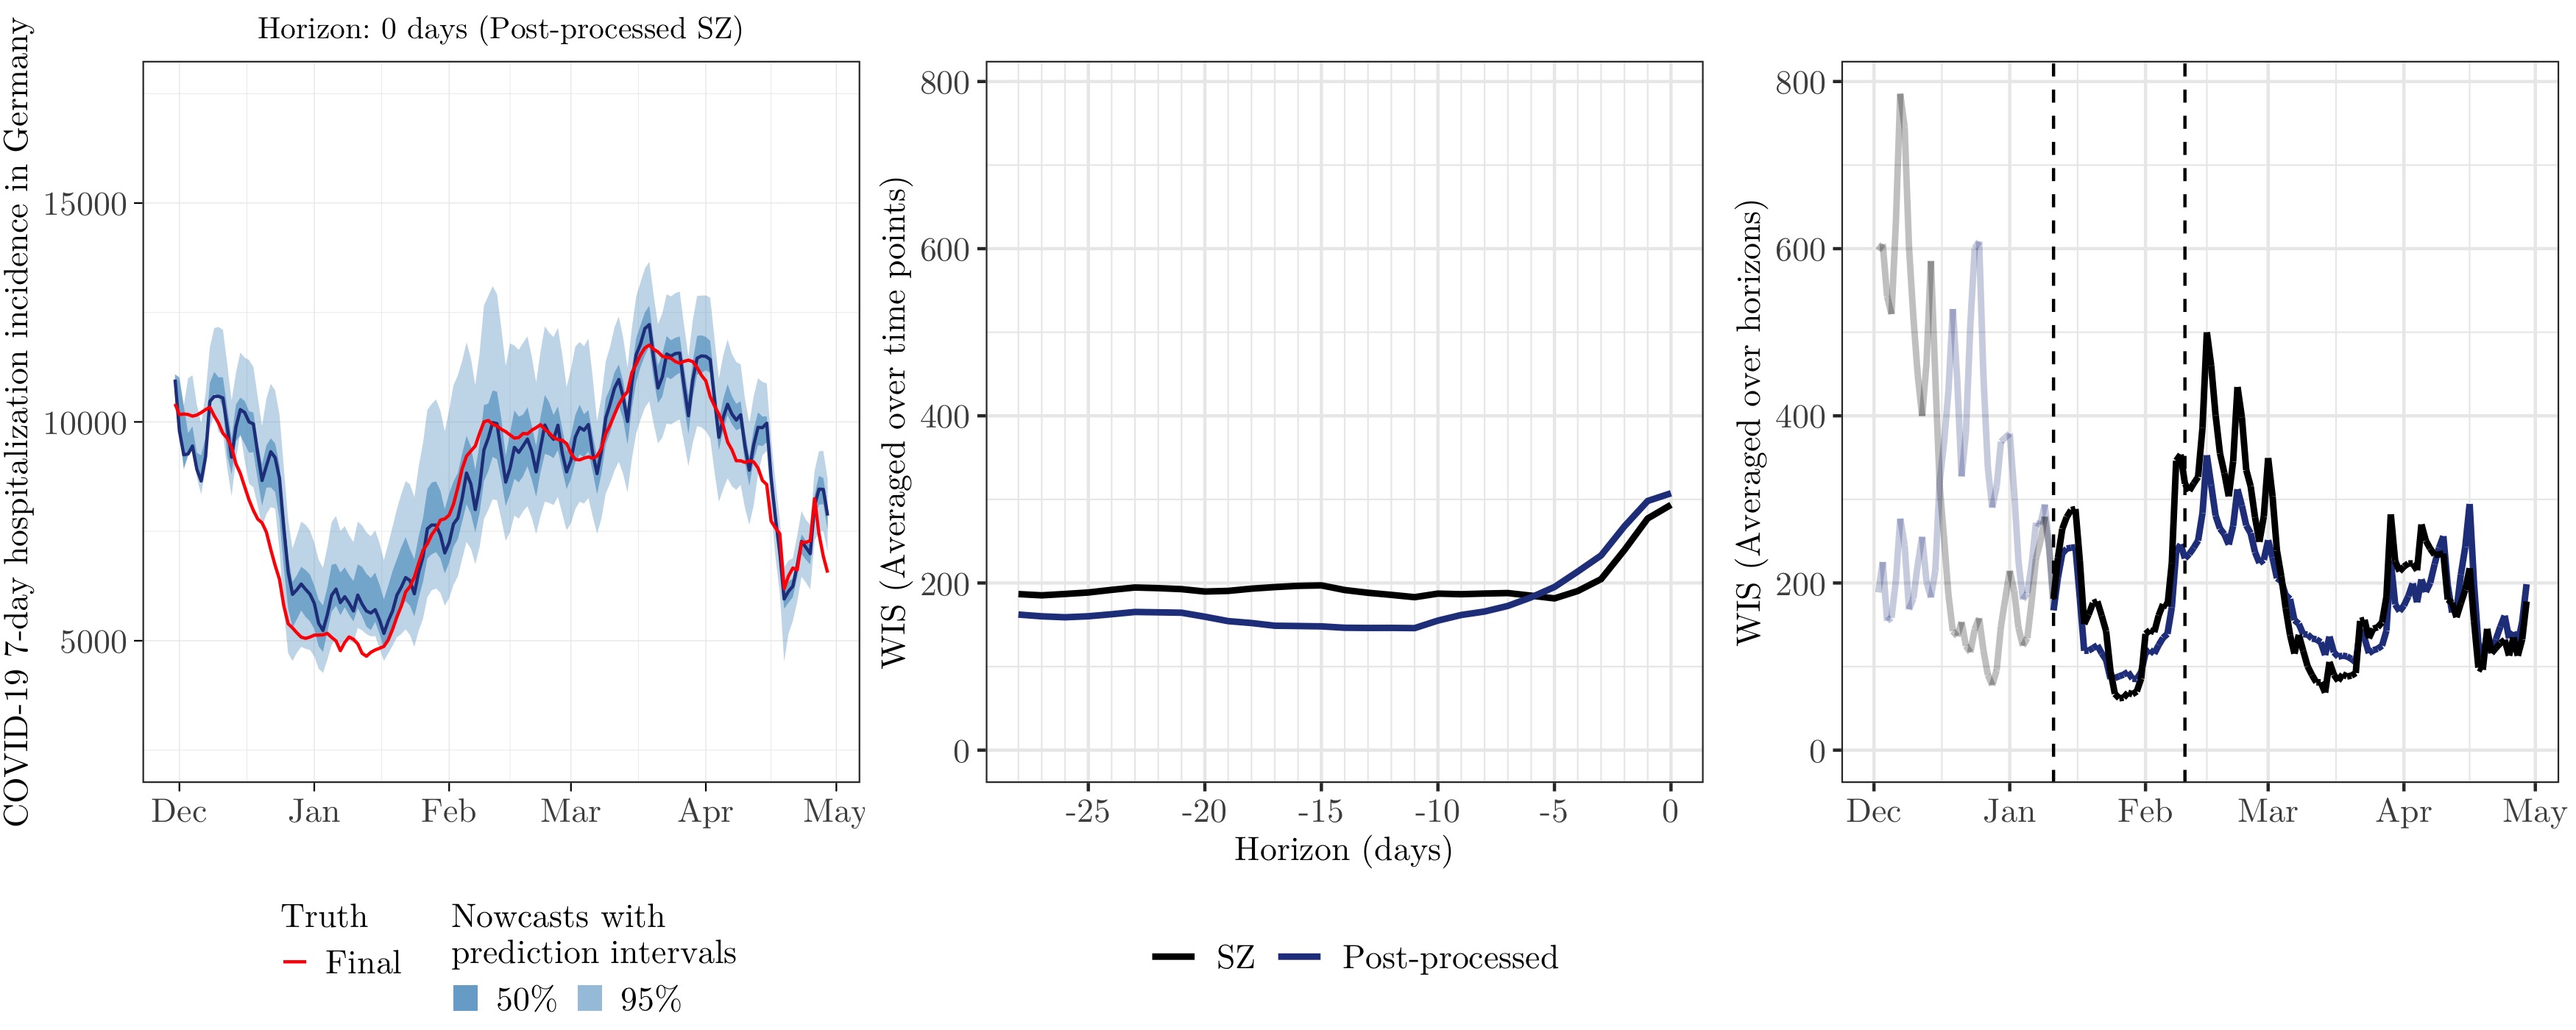 Horizon: 0 days (Post-processed SZ)
COVID-19 7-day hospitalization incidence in Germany
15000
10000
5000
Dec Jan Feb Mar Apr May
Truth
Final
Nowcasts with
prediction intervals
50% 95%
WIS (Averaged over time points)
800
600
400
200
0
-25 -20 -15 -10 -5 0
Horizon (days)
SZ Post-processed
WIS (Averaged over horizons)
800
600
400
200
0
Dec Jan Feb Mar Apr May